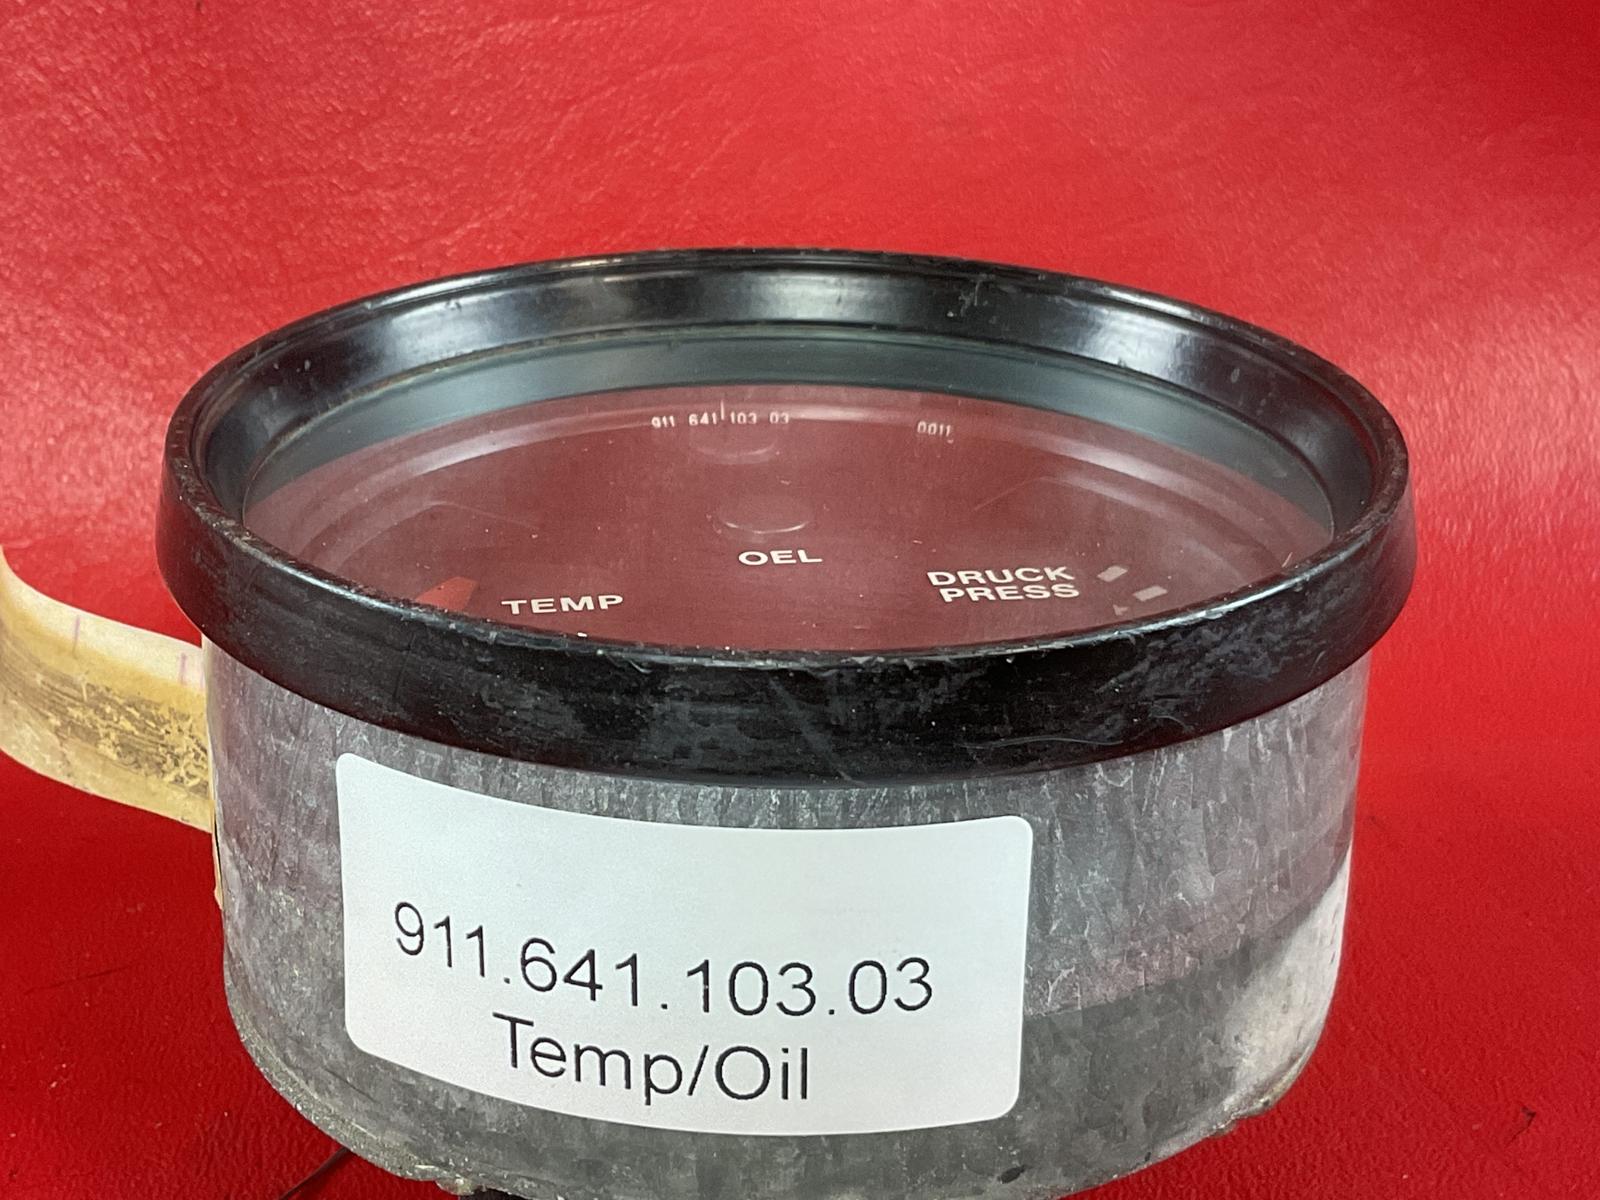 911 641 103 03
0011
OEL
TEMP
DRUCK
PRESS
911.641.103.03
Temp/Oil